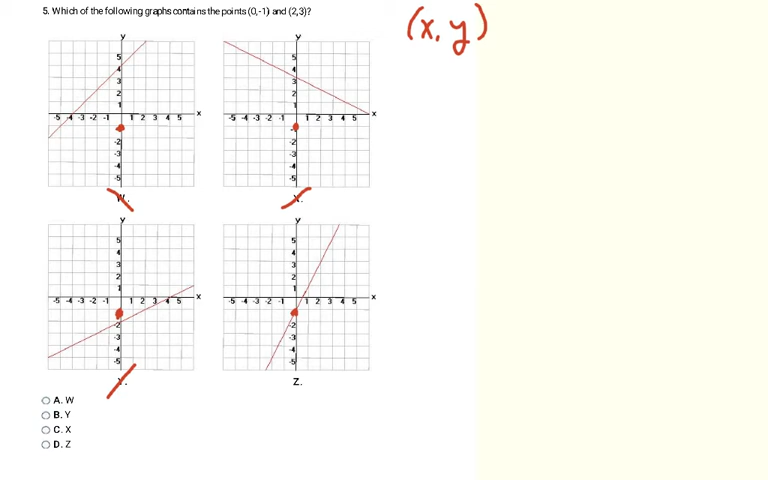 5. Which of the following graphs contains the points (0,-1) and (2,3)?
(x, y)
y
5
4
3
2
1
-5 -4 -3 -2 -1 1 2 3 4 5 x
-2
-3
-4
-5
W.
y
5
4
3
2
1
-5 -4 -3 -2 -1 1 2 3 4 5 x
-2
-3
-4
-5
X.
y
5
4
3
2
1
-5 -4 -3 -2 -1 1 2 3 4 5 x
-2
-3
-4
-5
Y.
y
5
4
3
2
1
-5 -4 -3 -2 -1 1 2 3 4 5 x
-2
-3
-4
-5
Z.
A. W
B. Y
C. X
D. Z